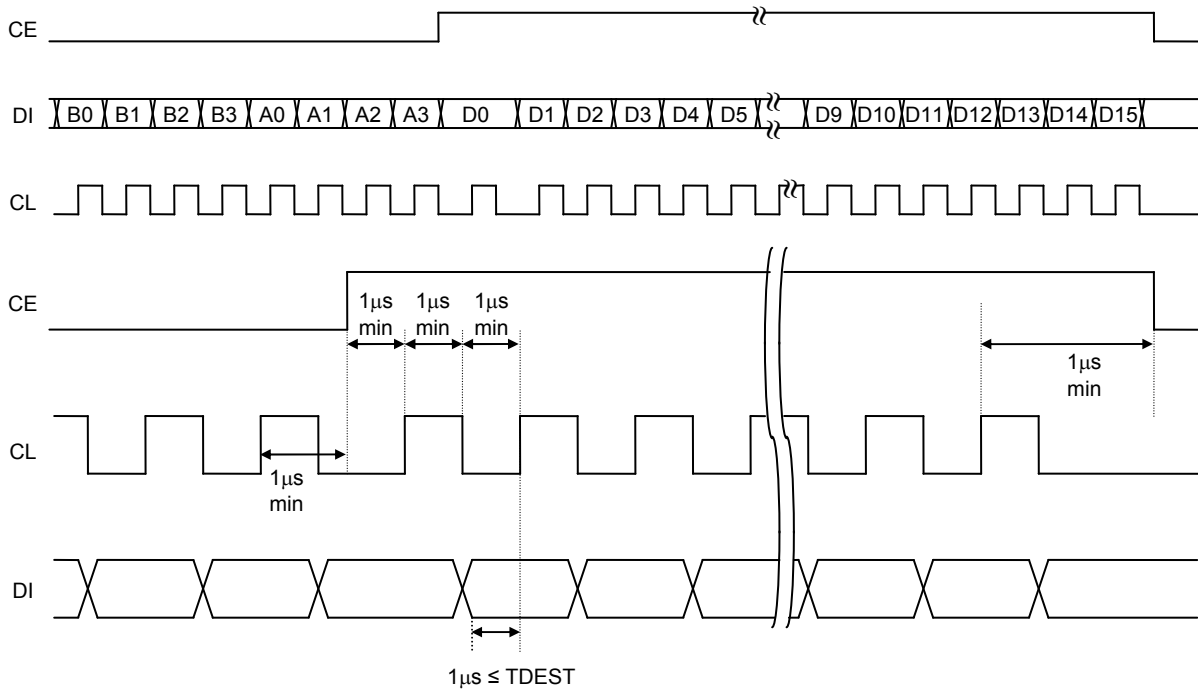 CE
DI B0 B1 B2 B3 A0 A1 A2 A3 D0 D1 D2 D3 D4 D5 D9 D10 D11 D12 D13 D14 D15
CL
CE
1μs
min
1μs
min
1μs
min
1μs
min
CL
1μs
min
DI
1μs ≤ TDEST